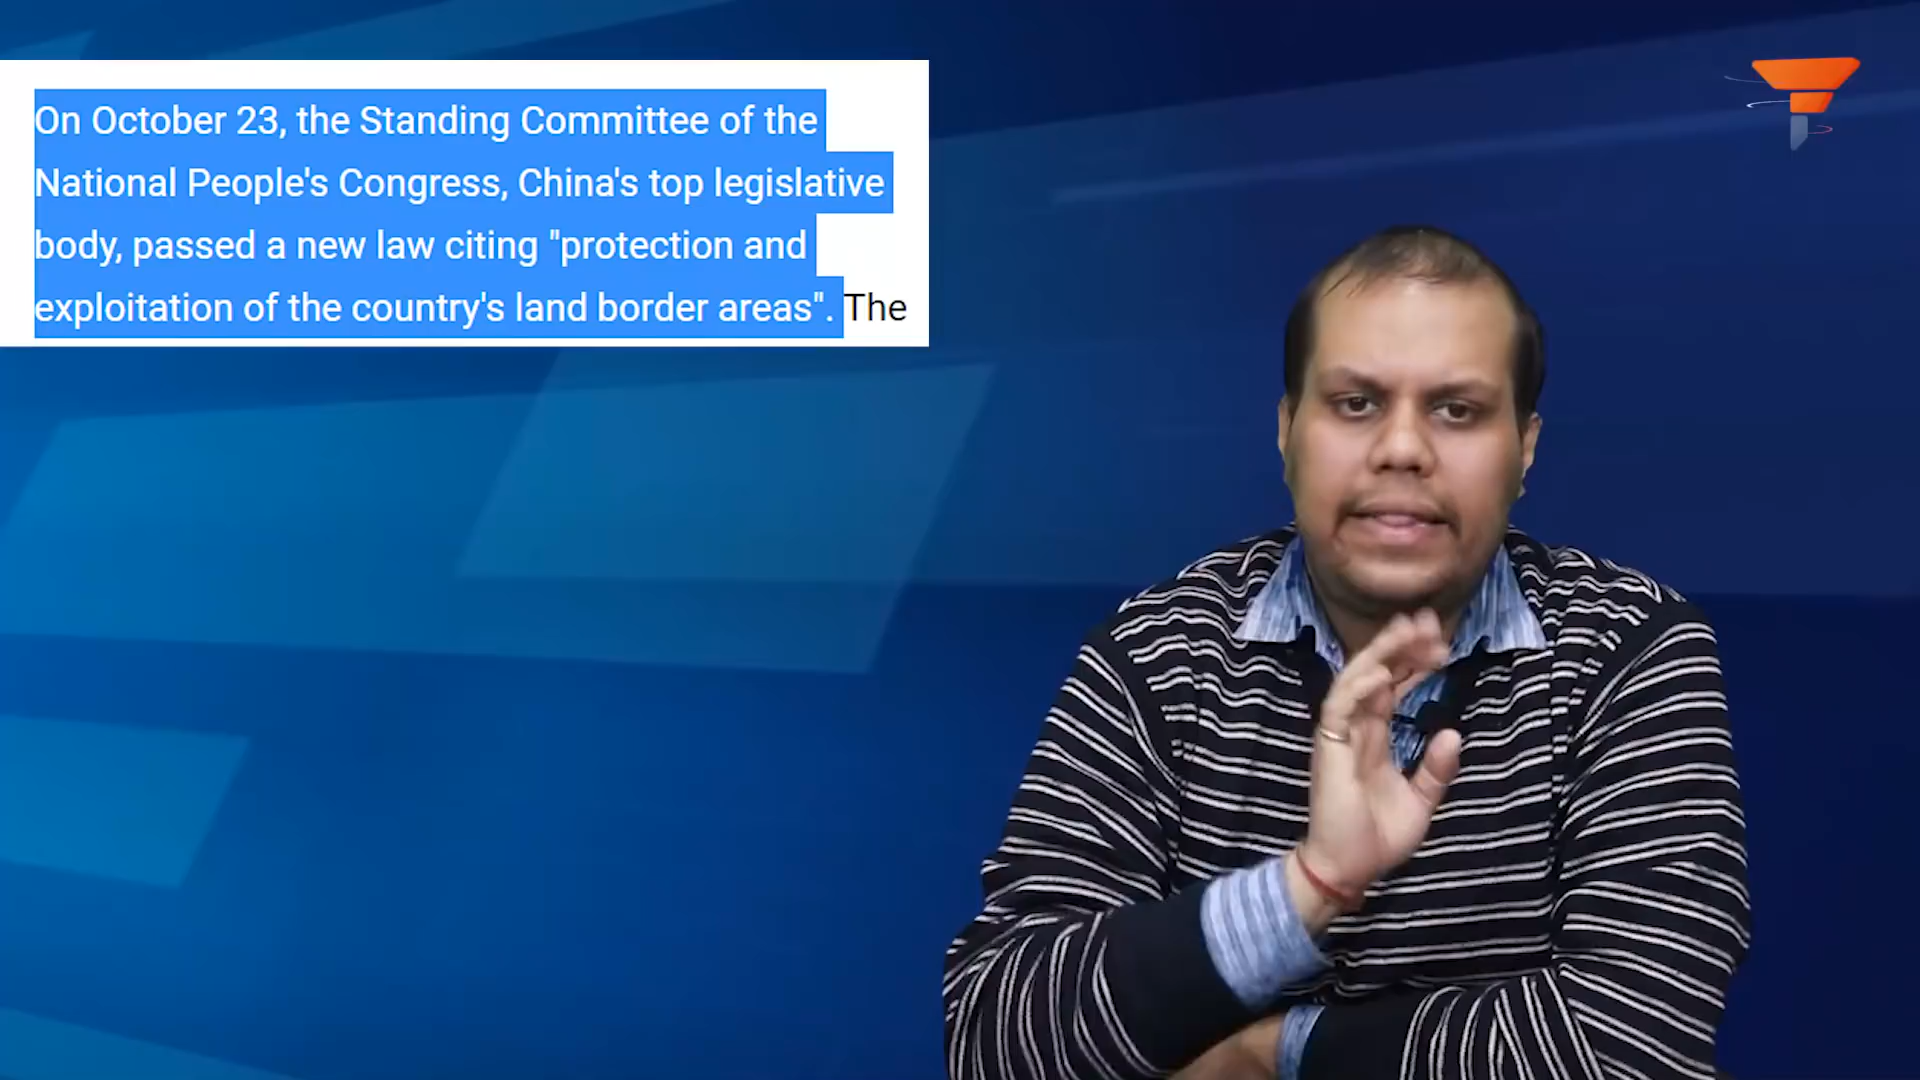 On October 23, the Standing Committee of the
National People's Congress, China's top legislative
body, passed a new law citing "protection and
exploitation of the country's land border areas". The